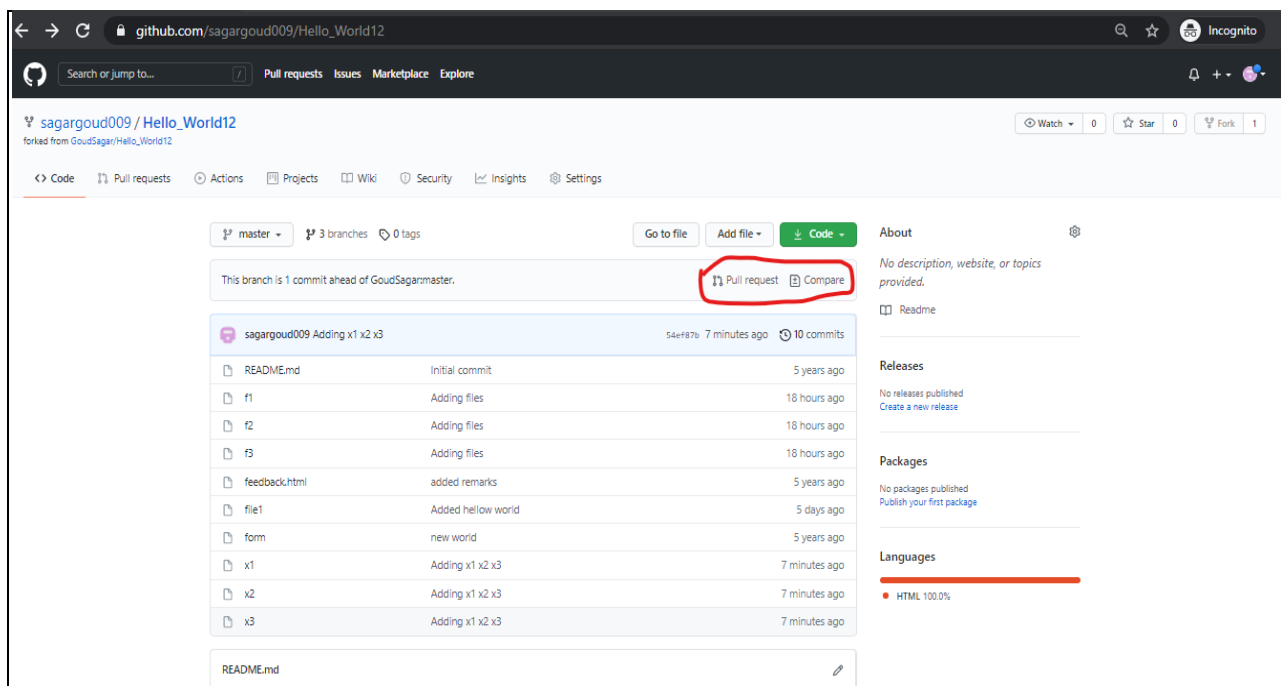 github.com/sagargoud009/Hello_World12 Incognito
Search or jump to... / Pull requests Issues Marketplace Explore
sagargoud009 / Hello_World12 Watch 0 Star 0 Fork 1
forked from GoudSagar/Hello_World12
<> Code Pull requests Actions Projects Wiki Security Insights Settings
master 3 branches 0 tags Go to file Add file Code
This branch is 1 commit ahead of GoudSagar:master. Pull request Compare
sagargoud009 Adding x1 x2 x3 54ef87b 7 minutes ago 10 commits
README.md Initial commit 5 years ago
f1 Adding files 18 hours ago
f2 Adding files 18 hours ago
f3 Adding files 18 hours ago
feedback.html added remarks 5 years ago
file1 Added hellow world 5 days ago
form new world 5 years ago
x1 Adding x1 x2 x3 7 minutes ago
x2 Adding x1 x2 x3 7 minutes ago
x3 Adding x1 x2 x3 7 minutes ago
README.md
About
No description, website, or topics
provided.
Readme
Releases
No releases published
Create a new release
Packages
No packages published
Publish your first package
Languages
HTML 100.0%